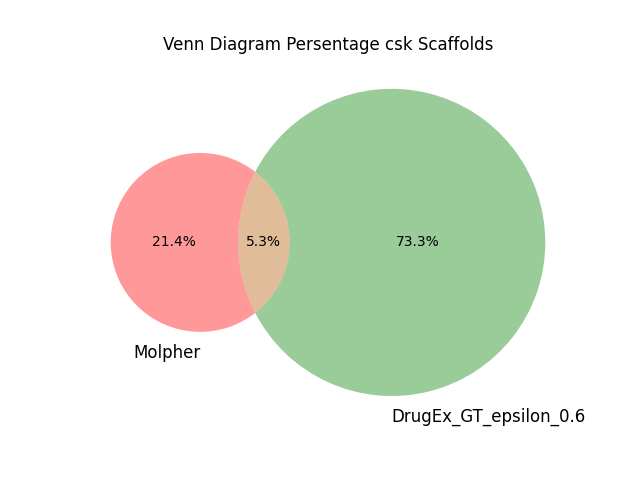 Venn Diagram Persentage csk Scaffolds
21.4%
5.3%
73.3%
Molpher
DrugEx_GT_epsilon_0.6